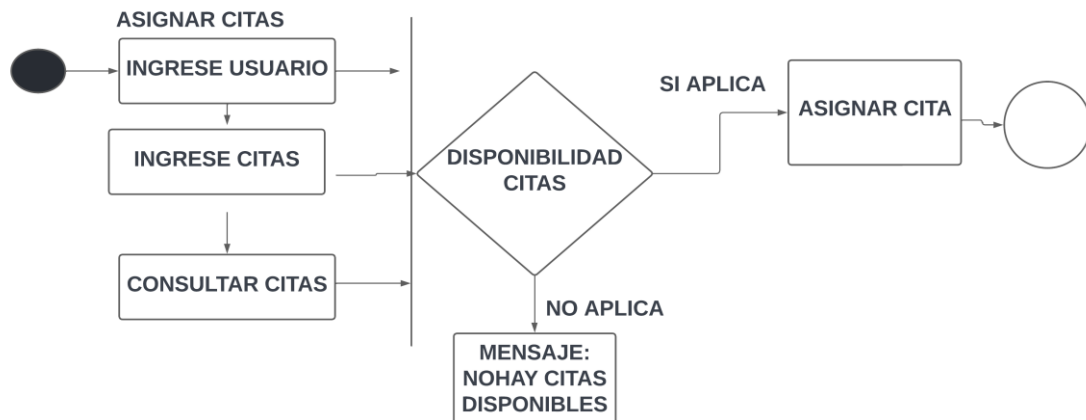 ASIGNAR CITAS
INGRESE USUARIO
INGRESE CITAS
CONSULTAR CITAS
DISPONIBILIDAD
CITAS
SI APLICA
ASIGNAR CITA
NO APLICA
MENSAJE:
NOHAY CITAS
DISPONIBLES